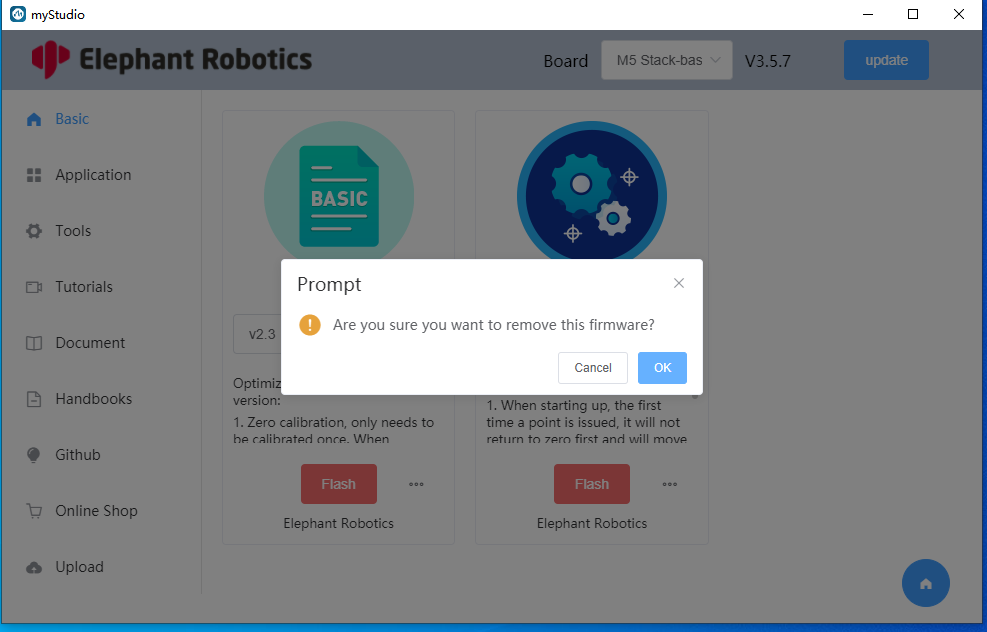 myStudio
Elephant Robotics
Board
M5 Stack-bas
V3.5.7
update
Basic
Application
Tools
Tutorials
Document
Handbooks
Github
Online Shop
Upload
BASIC
Prompt
Are you sure you want to remove this firmware?
Cancel
OK
v2.3
Optimiz
version:
1. Zero calibration, only needs to
be calibrated once. When
Flash
Elephant Robotics
1. When starting up, the first
time a point is issued, it will not
return to zero first and will move
Flash
Elephant Robotics